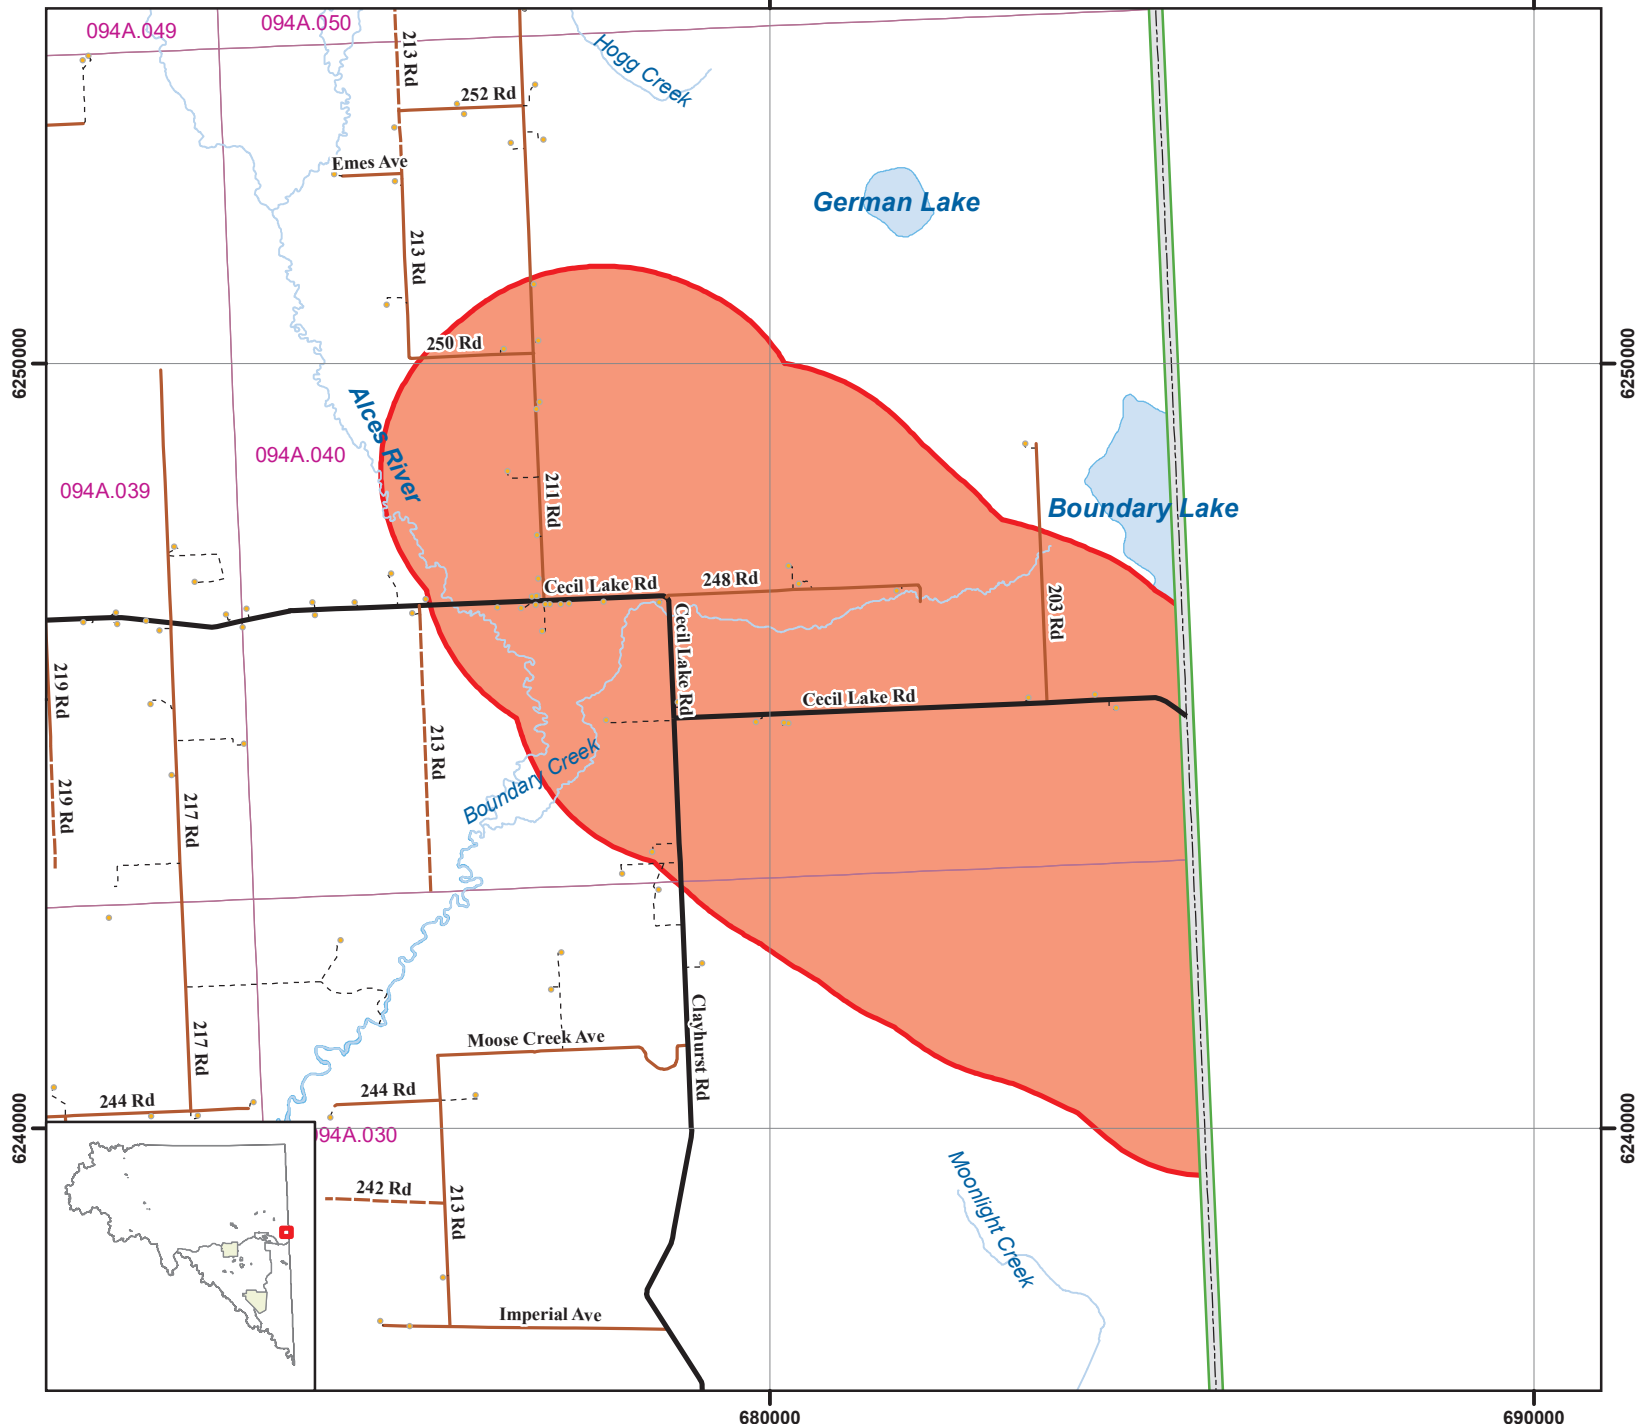 094A.049
094A.050
213 Rd
Hogg Creek
252 Rd
Emes Ave
German Lake
213 Rd
250 Rd
6250000
6250000
Alces River
094A.040
094A.039
211 Rd
Boundary Lake
Cecil Lake Rd
248 Rd
203 Rd
Cecil Lake Rd
219 Rd
Cecil Lake Rd
213 Rd
Boundary Creek
219 Rd
217 Rd
Clayhurst Rd
217 Rd
Moose Creek Ave
244 Rd
244 Rd
6240000
6240000
094A.030
242 Rd
213 Rd
Moonlight Creek
Imperial Ave
680000
690000